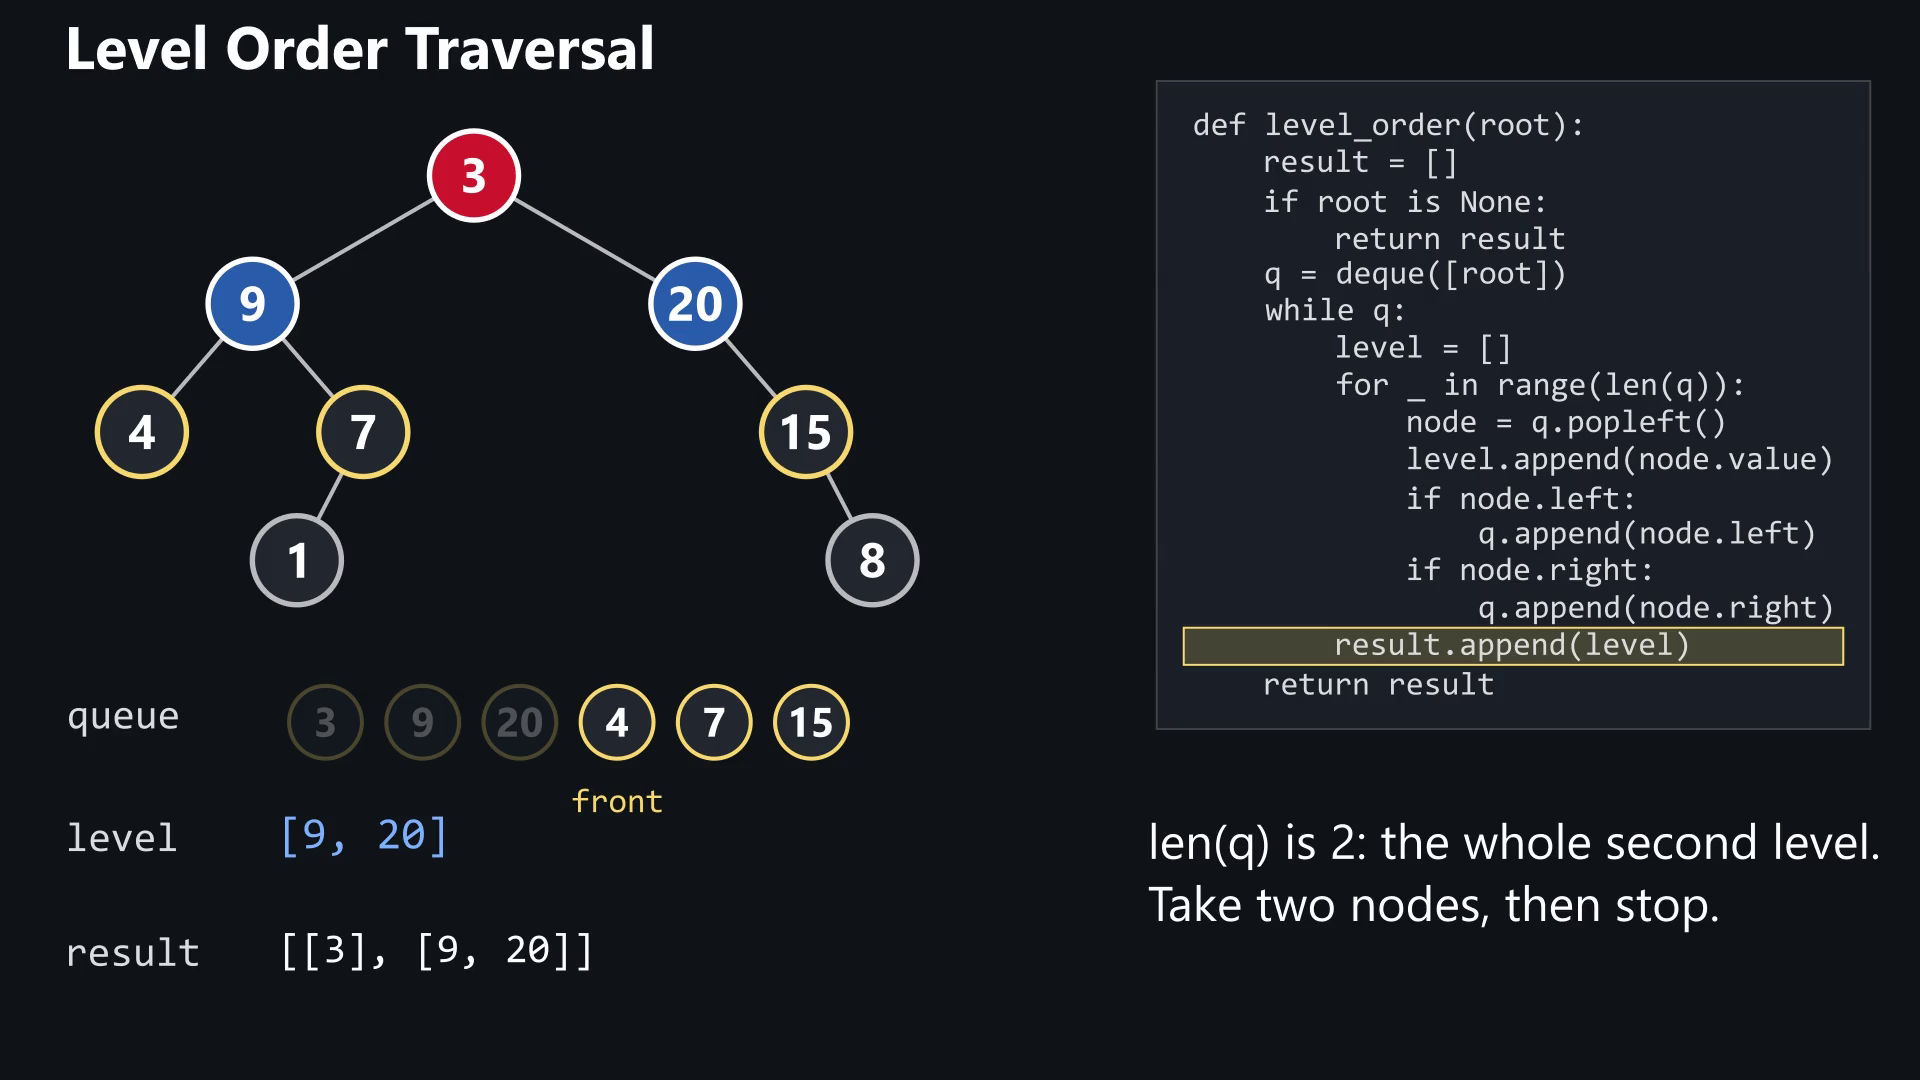 Level Order Traversal
3
9 20
4 7 15
1 8
queue 3 9 20 4 7 15
front
level [9, 20]
result [[3], [9, 20]]
def level_order(root):
    result = []
    if root is None:
        return result
    q = deque([root])
    while q:
        level = []
        for _ in range(len(q)):
            node = q.popleft()
            level.append(node.value)
            if node.left:
                q.append(node.left)
            if node.right:
                q.append(node.right)
        result.append(level)
    return result
len(q) is 2: the whole second level.
Take two nodes, then stop.